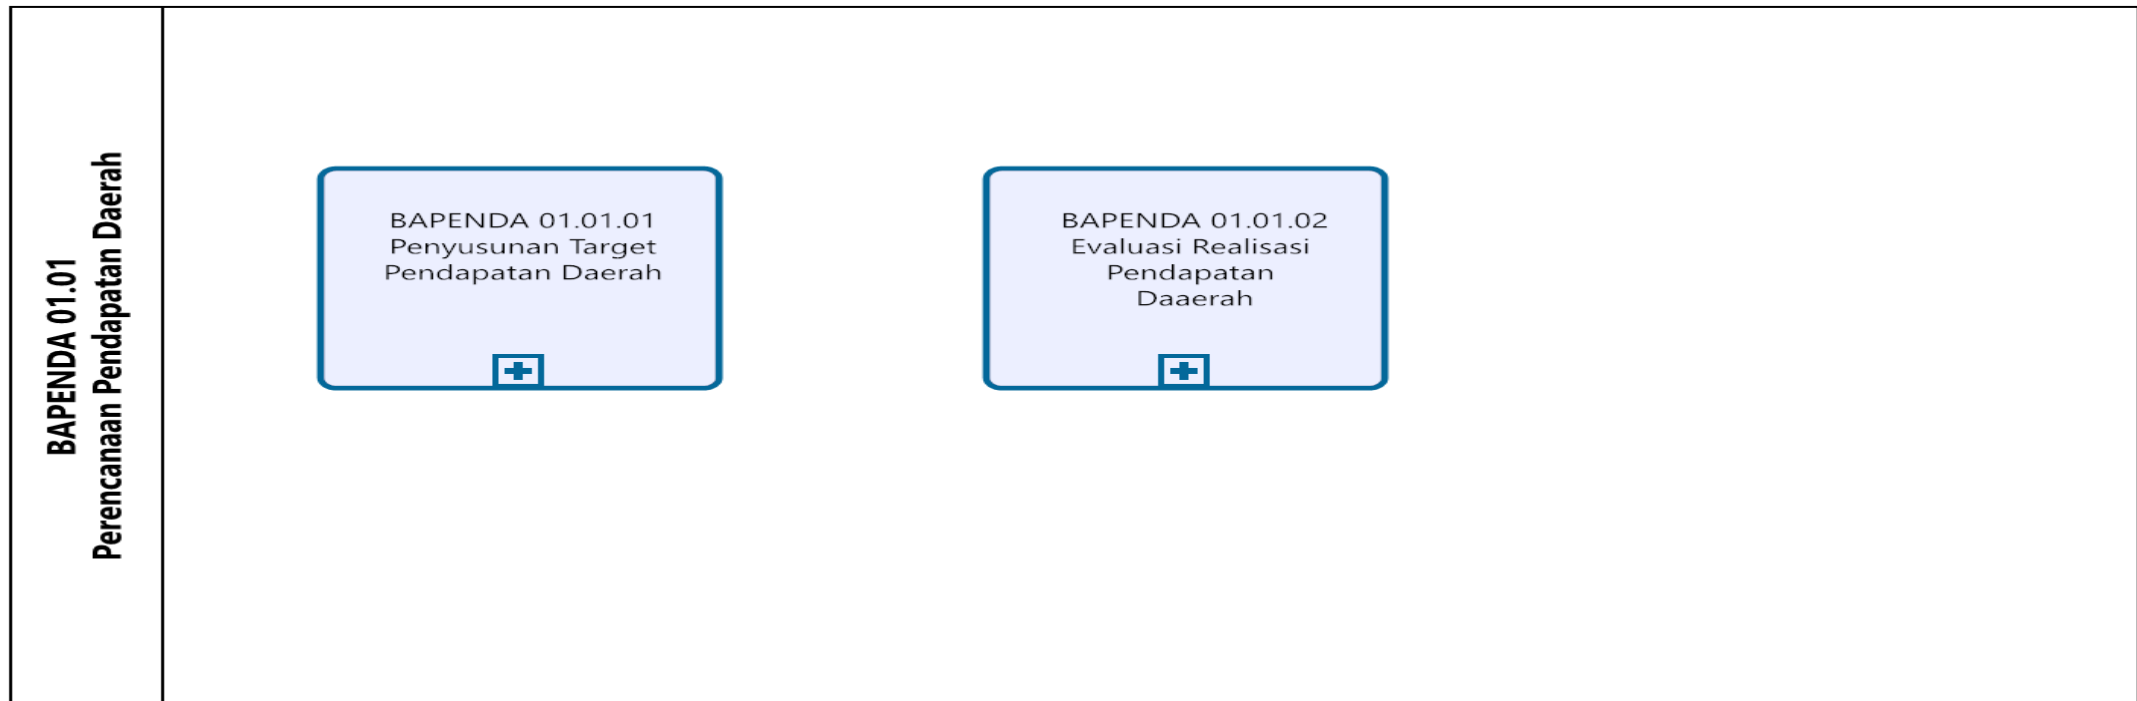 BAPENDA 01.01
Perencanaan Pendapatan Daerah
BAPENDA 01.01.01
Penyusunan Target
Pendapatan Daerah
BAPENDA 01.01.02
Evaluasi Realisasi
Pendapatan
Daaerah